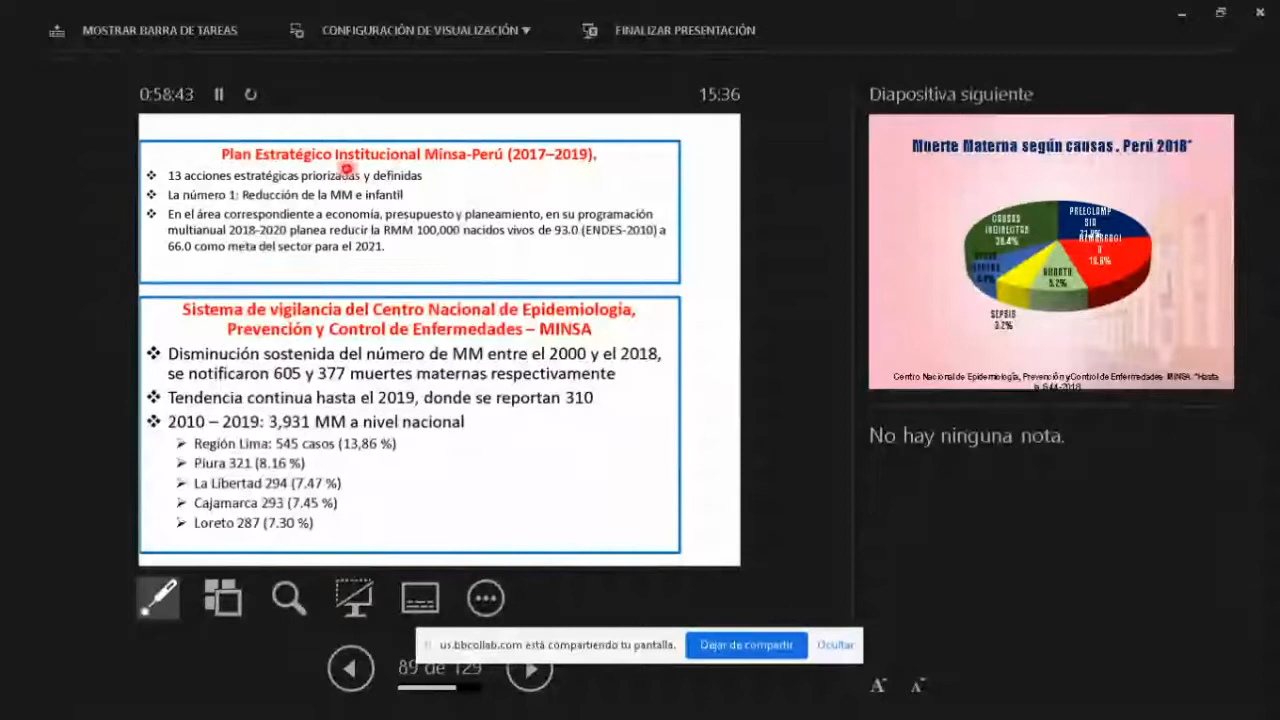 MOSTRAR BARRA DE TAREAS
CONFIGURACIÓN DE VISUALIZACIÓN ▼
FINALIZAR PRESENTACIÓN
0:58:43
15:36
Plan Estratégico Institucional Minsa-Perú (2017–2019),
❖ 13 acciones estratégicas priorizadas y definidas
❖ La número 1: Reducción de la MM e infantil
❖ En el área correspondiente a economía, presupuesto y planeamiento, en su programación
multianual 2018-2020 planea reducir la RMM 100,000 nacidos vivos de 93.0 (ENDES-2010) a
66.0 como meta del sector para el 2021.
Sistema de vigilancia del Centro Nacional de Epidemiologia,
Prevención y Control de Enfermedades – MINSA
❖ Disminución sostenida del número de MM entre el 2000 y el 2018,
se notificaron 605 y 377 muertes maternas respectivamente
❖ Tendencia continua hasta el 2019, donde se reportan 310
❖ 2010 – 2019: 3,931 MM a nivel nacional
➢ Región Lima: 545 casos (13,86 %)
➢ Piura 321 (8.16 %)
➢ La Libertad 294 (7.47 %)
➢ Cajamarca 293 (7.45 %)
➢ Loreto 287 (7.30 %)
Diapositiva siguiente
Muerte Materna según causas. Perú 2018*
CAUSAS
INDIRECTAS
PREECLAMP
SIA
HEMORRAGI
A
ABORTO
5.2%
SEPSIS
3.2%
Centro Nacional de Epidemiología, Prevención y Control de Enfermedades MINSA. *Hasta
la S44-2018
No hay ninguna nota.
us.bbcollab.com está compartiendo tu pantalla.
Dejar de compartir
Ocultar
89 de 129
A
A